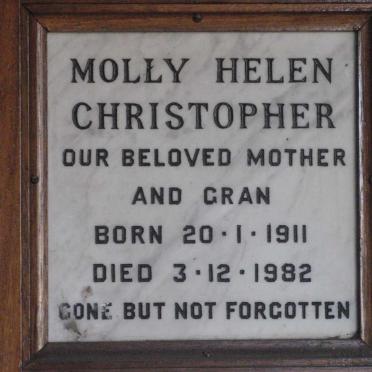 MOLLY HELEN
CHRISTOPHER
OUR BELOVED MOTHER
AND GRAN
BORN 20·1·1911
DIED 3·12·1982
GONE BUT NOT FORGOTTEN